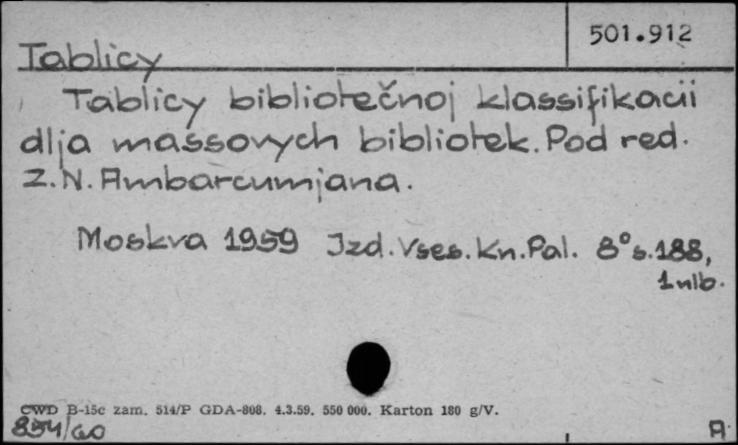 501.912
Tablicy
Tablicy bibliotečnoj klassifikacii
dlja massovych bibliotek. Pod red.
Z.N. Ambarcumjana.
Moskva 1959 Izd. Vses. Kn. Pal. 8° s. 188,
1 nlb.
CWD B-15c zam. 514/P GDA-808. 4.3.59. 550 000. Karton 180 g/V.
854/60 A